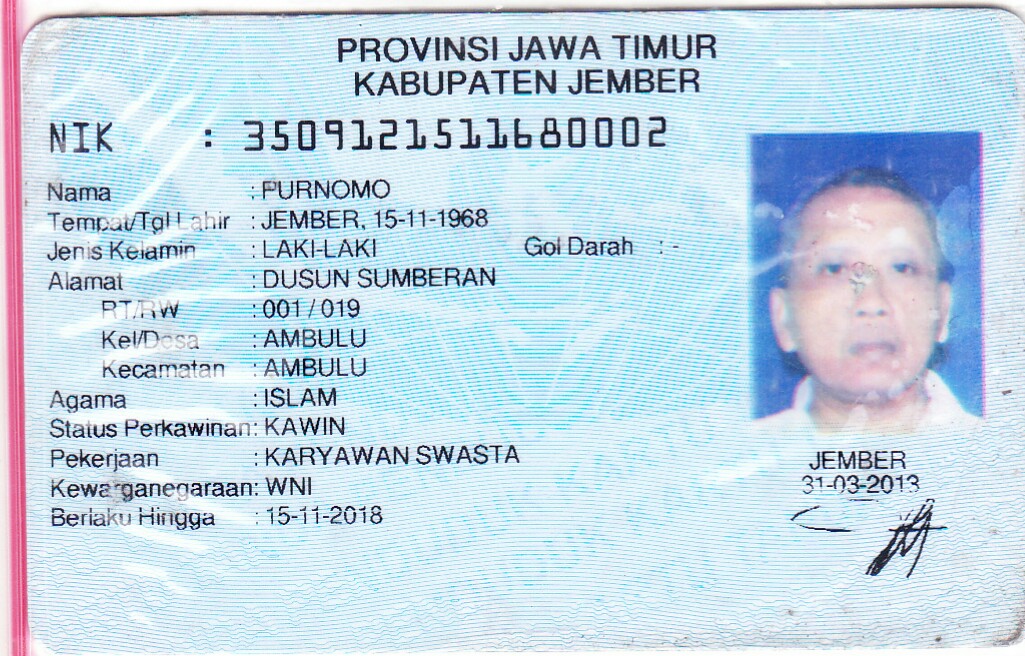 PROVINSI JAWA TIMUR
KABUPATEN JEMBER
NIK : 3509121511680002
Nama : PURNOMO
Tempat/Tgl Lahir : JEMBER, 15-11-1968
Jenis Kelamin : LAKI-LAKI Gol Darah : -
Alamat : DUSUN SUMBERAN
RT/RW : 001 / 019
Kel/Desa : AMBULU
Kecamatan : AMBULU
Agama : ISLAM
Status Perkawinan: KAWIN
Pekerjaan : KARYAWAN SWASTA
Kewarganegaraan: WNI
Berlaku Hingga : 15-11-2018
JEMBER
31-03-2013